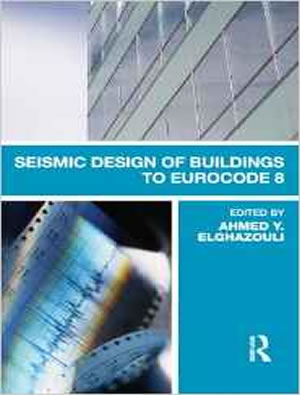 SEISMIC DESIGN OF BUILDINGS
TO EUROCODE 8
EDITED BY
AHMED Y.
ELGHAZOULI
R